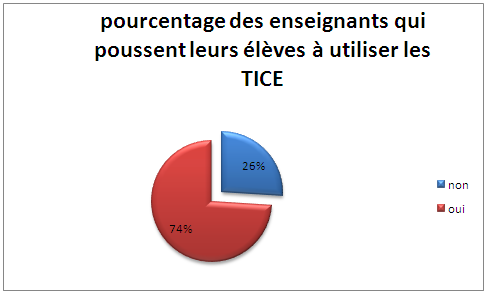 pourcentage des enseignants qui
poussent leurs élèves à utiliser les
TICE
26%
74%
non
oui